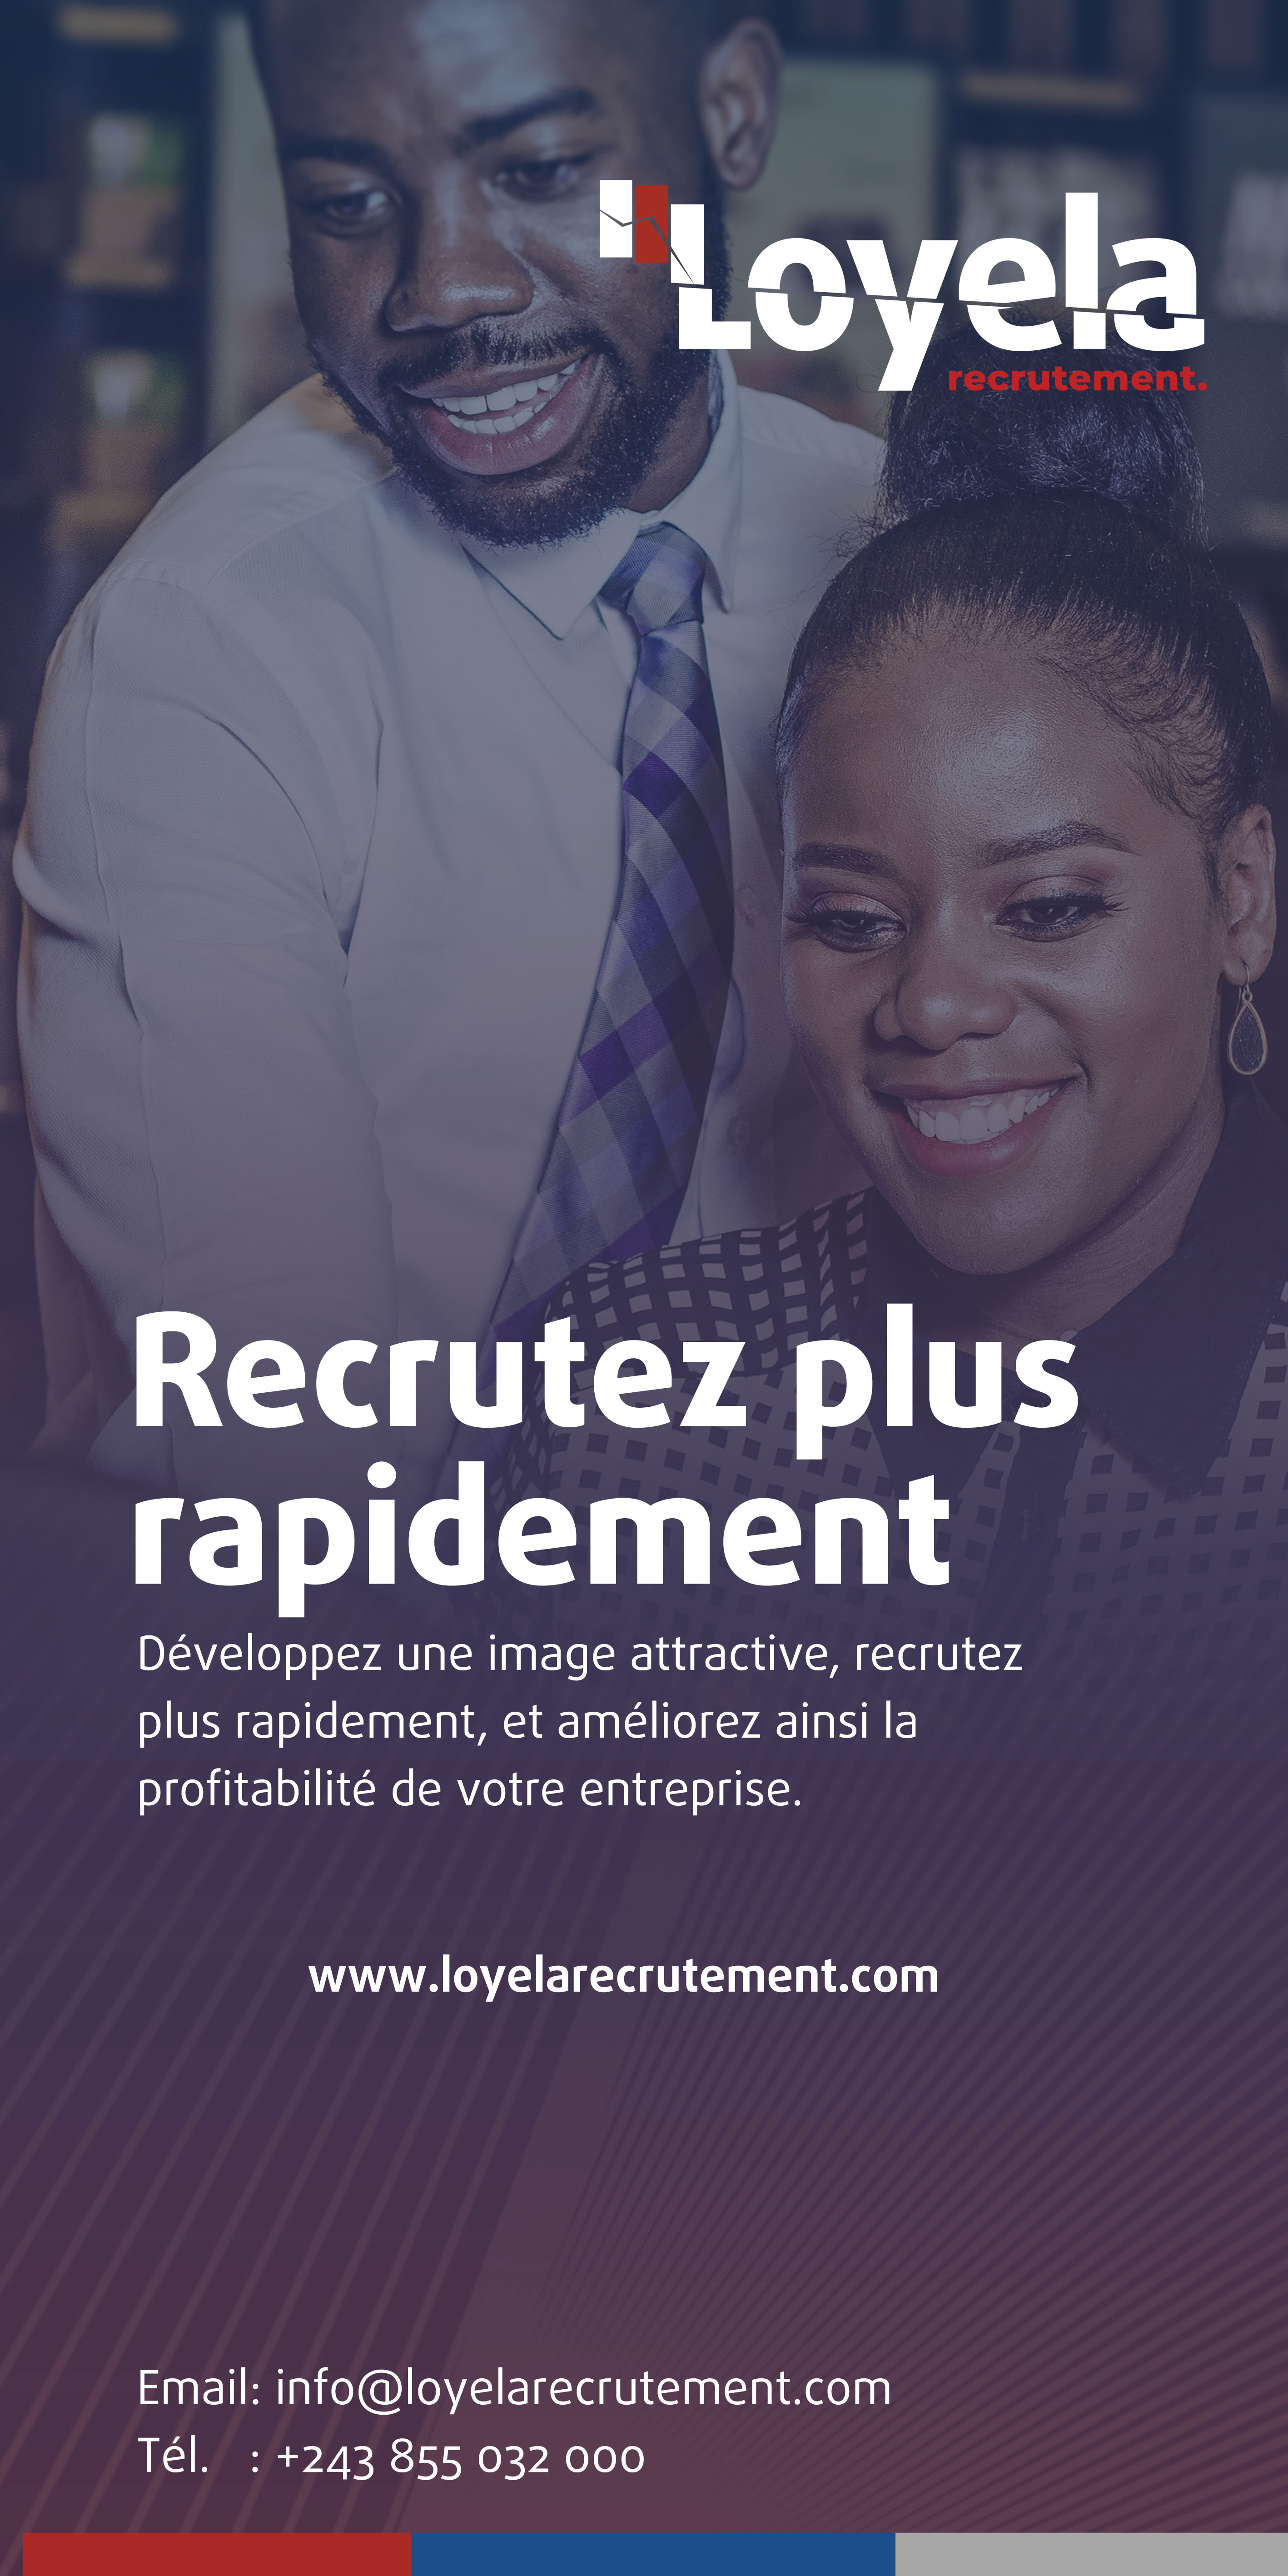 Loyela
recrutement.
Recrutez plus
rapidement
Développez une image attractive, recrutez
plus rapidement, et améliorez ainsi la
profitabilité de votre entreprise.
www.loyelarecrutement.com
Email: info@loyelarecrutement.com
Tél. : +243 855 032 000